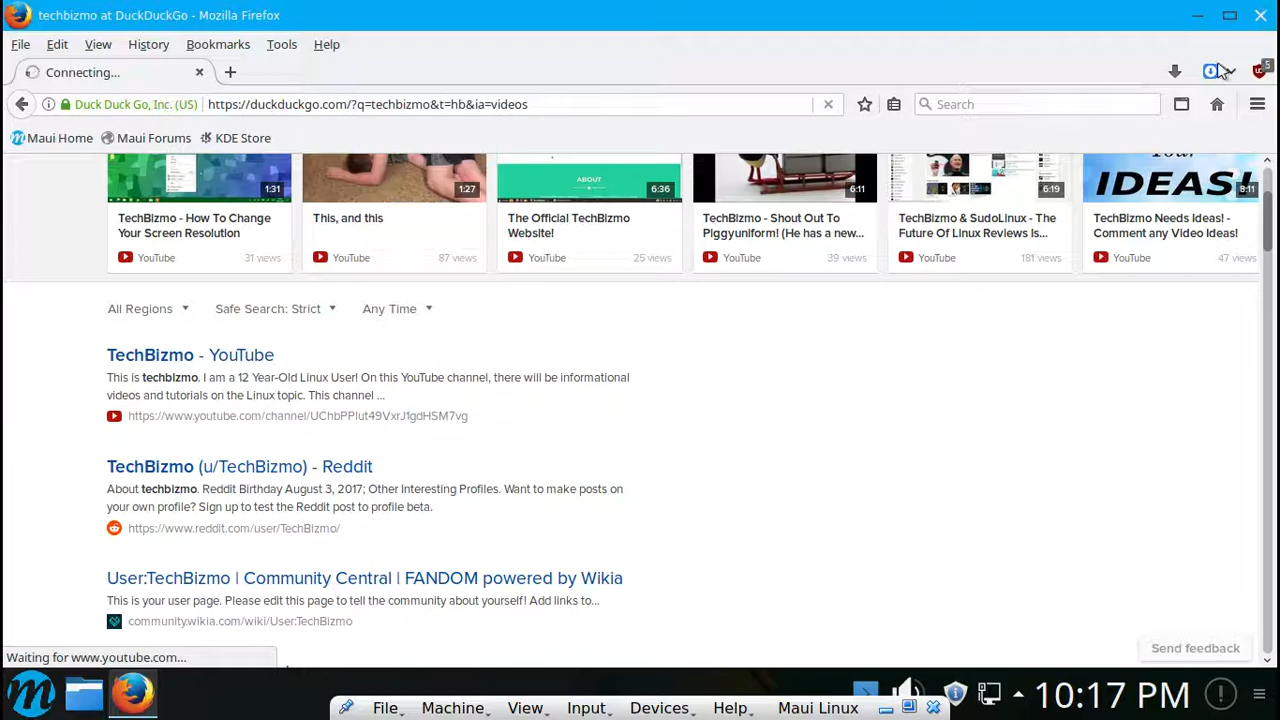 techbizmo at DuckDuckGo - Mozilla Firefox
File Edit View History Bookmarks Tools Help
Connecting...
5
Duck Duck Go, Inc. (US) https://duckduckgo.com/?q=techbizmo&t=hb&ia=videos Search
Maui Home Maui Forums KDE Store
1:31 1:27 ABOUT 6:36 6:11 6:19 IDEAS! 8:11
TechBizmo - How To Change Your Screen Resolution
YouTube 31 views
This, and this
YouTube 87 views
The Official TechBizmo Website!
YouTube 25 views
TechBizmo - Shout Out To Piggyuniform! (He has a new...
YouTube 39 views
TechBizmo & SudoLinux - The Future Of Linux Reviews Is...
YouTube 181 views
TechBizmo Needs Ideas! - Comment any Video Ideas!
YouTube 47 views
All Regions Safe Search: Strict Any Time
TechBizmo - YouTube
This is techbizmo. I am a 12 Year-Old Linux User! On this YouTube channel, there will be informational
videos and tutorials on the Linux topic. This channel ...
https://www.youtube.com/channel/UChbPPlut49VxrJ1gdHSM7vg
TechBizmo (u/TechBizmo) - Reddit
About techbizmo. Reddit Birthday August 3, 2017; Other Interesting Profiles. Want to make posts on
your own profile? Sign up to test the Reddit post to profile beta.
https://www.reddit.com/user/TechBizmo/
User:TechBizmo | Community Central | FANDOM powered by Wikia
This is your user page. Please edit this page to tell the community about yourself! Add links to...
community.wikia.com/wiki/User:TechBizmo
Send feedback
Waiting for www.youtube.com...
10:17 PM
File Machine View Input Devices Help Maui Linux